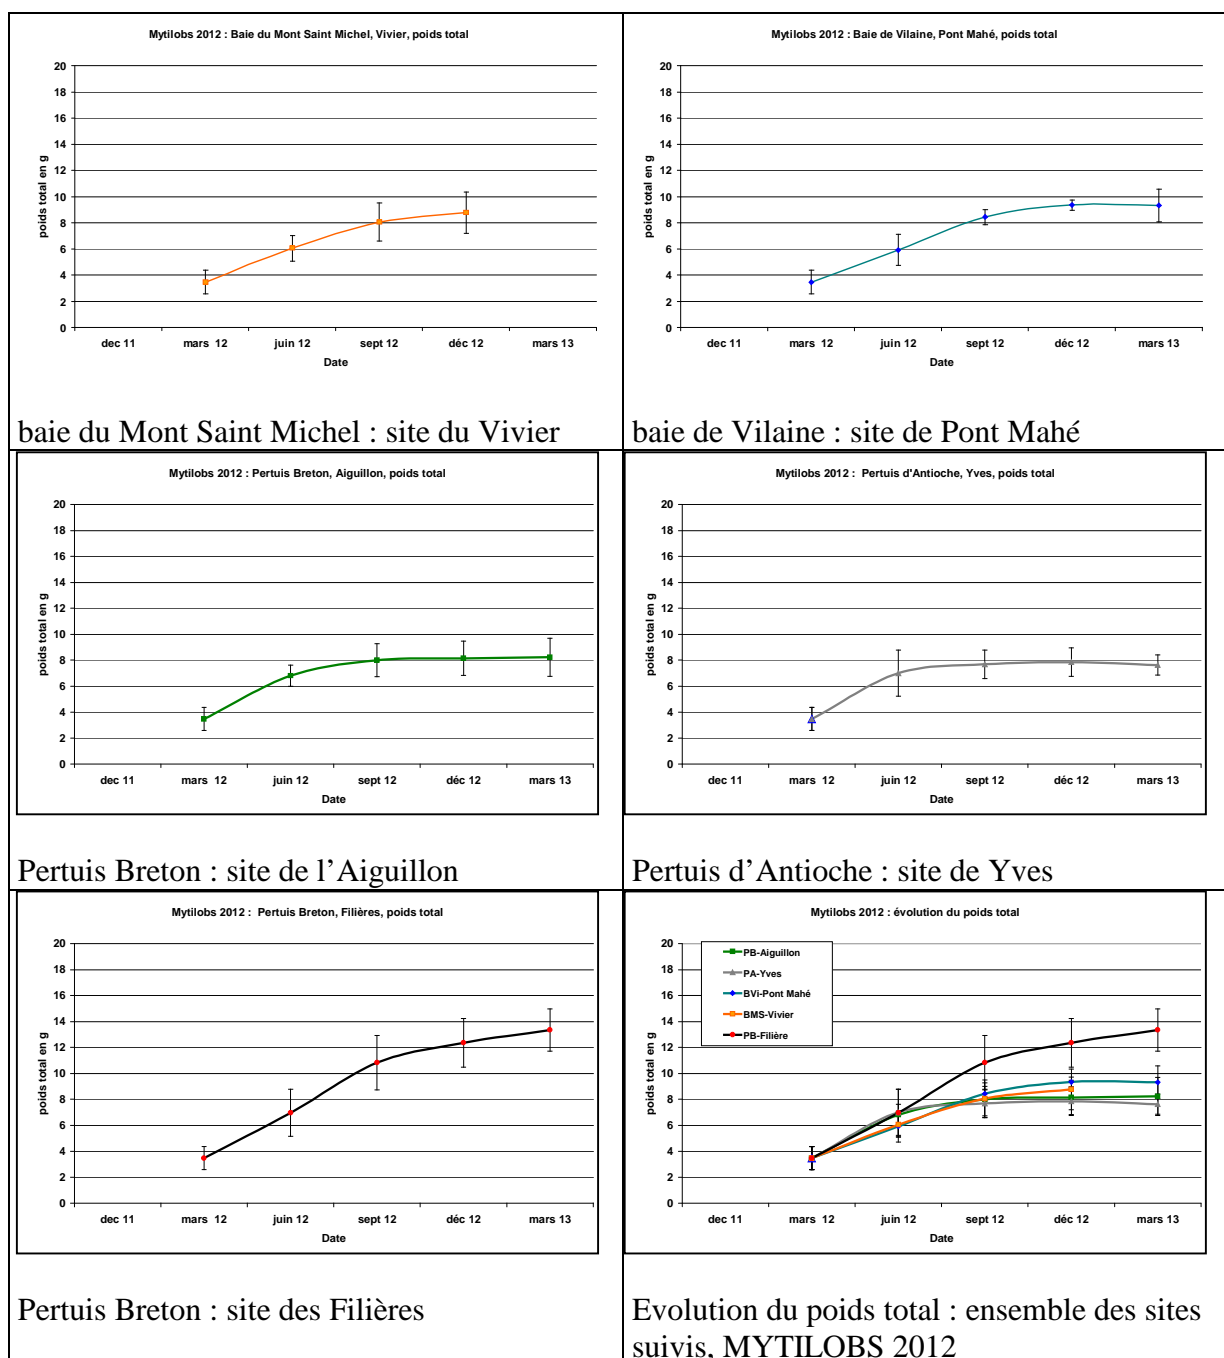 Mytilobs 2012 : Baie du Mont Saint Michel, Vivier, poids total
20
18
16
14
12
10
8
6
4
2
0
poids total en g
dec 11 mars 12 juin 12 sept 12 déc 12 mars 13
Date
baie du Mont Saint Michel : site du Vivier
Mytilobs 2012 : Baie de Vilaine, Pont Mahé, poids total
20
18
16
14
12
10
8
6
4
2
0
poids total en g
dec 11 mars 12 juin 12 sept 12 déc 12 mars 13
Date
baie de Vilaine : site de Pont Mahé
Mytilobs 2012 : Pertuis Breton, Aiguillon, poids total
20
18
16
14
12
10
8
6
4
2
0
poids total en g
dec 11 mars 12 juin 12 sept 12 déc 12 mars 13
Date
Pertuis Breton : site de l’Aiguillon
Mytilobs 2012 : Pertuis d'Antioche, Yves, poids total
20
18
16
14
12
10
8
6
4
2
0
poids total en g
dec 11 mars 12 juin 12 sept 12 déc 12 mars 13
Date
Pertuis d’Antioche : site de Yves
Mytilobs 2012 : Pertuis Breton, Filières, poids total
20
18
16
14
12
10
8
6
4
2
0
poids total en g
dec 11 mars 12 juin 12 sept 12 déc 12 mars 13
Date
Pertuis Breton : site des Filières
Mytilobs 2012 : évolution du poids total
20
18
16
14
12
10
8
6
4
2
0
poids total en g
PB-Aiguillon
PA-Yves
BVi-Pont Mahé
BMS-Vivier
PB-Filière
dec 11 mars 12 juin 12 sept 12 déc 12 mars 13
Date
Evolution du poids total : ensemble des sites
suivis, MYTILOBS 2012